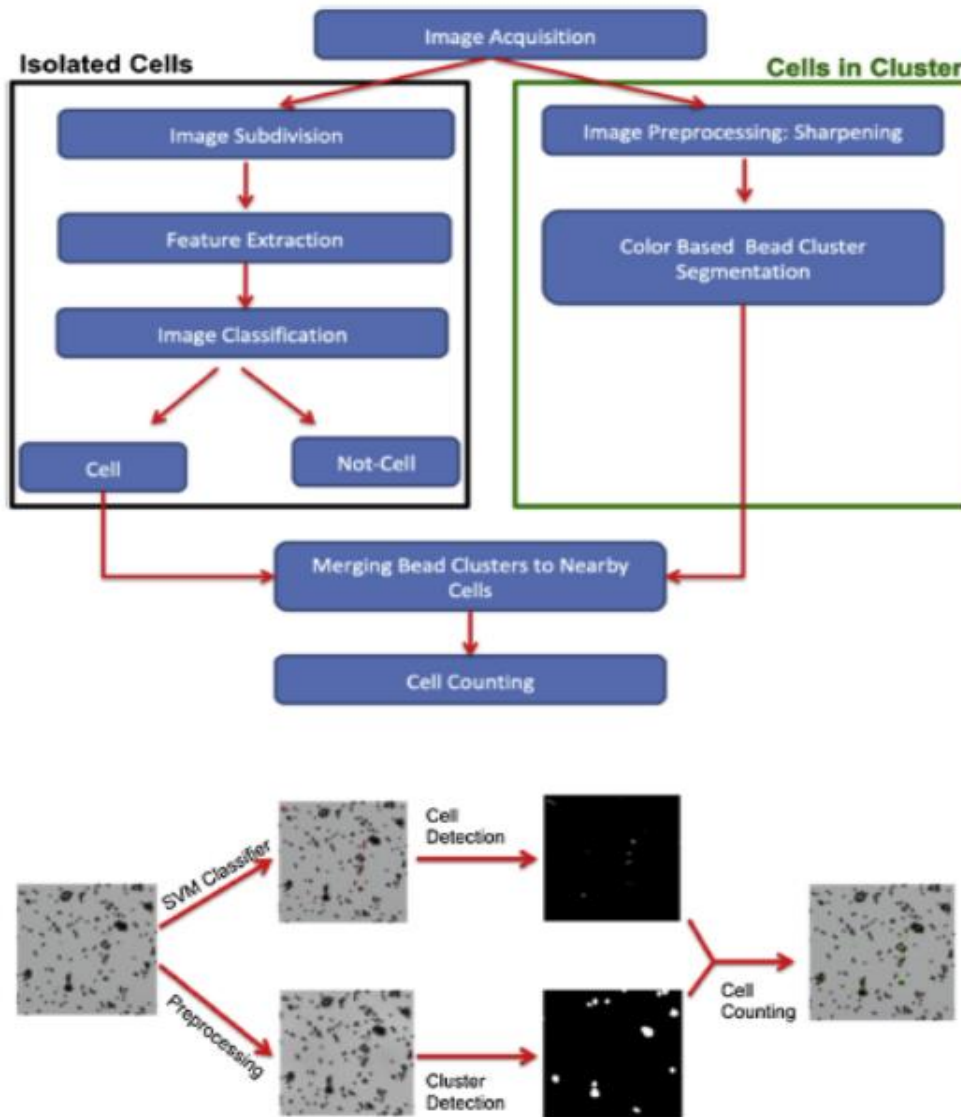 Image Acquisition
Isolated Cells
Cells in Cluster
Image Subdivision
Image Preprocessing: Sharpening
Feature Extraction
Color Based Bead Cluster
Segmentation
Image Classification
Cell
Not-Cell
Merging Bead Clusters to Nearby
Cells
Cell Counting
SVM Classifier
Cell
Detection
Preprocessing
Cluster
Detection
Cell
Counting